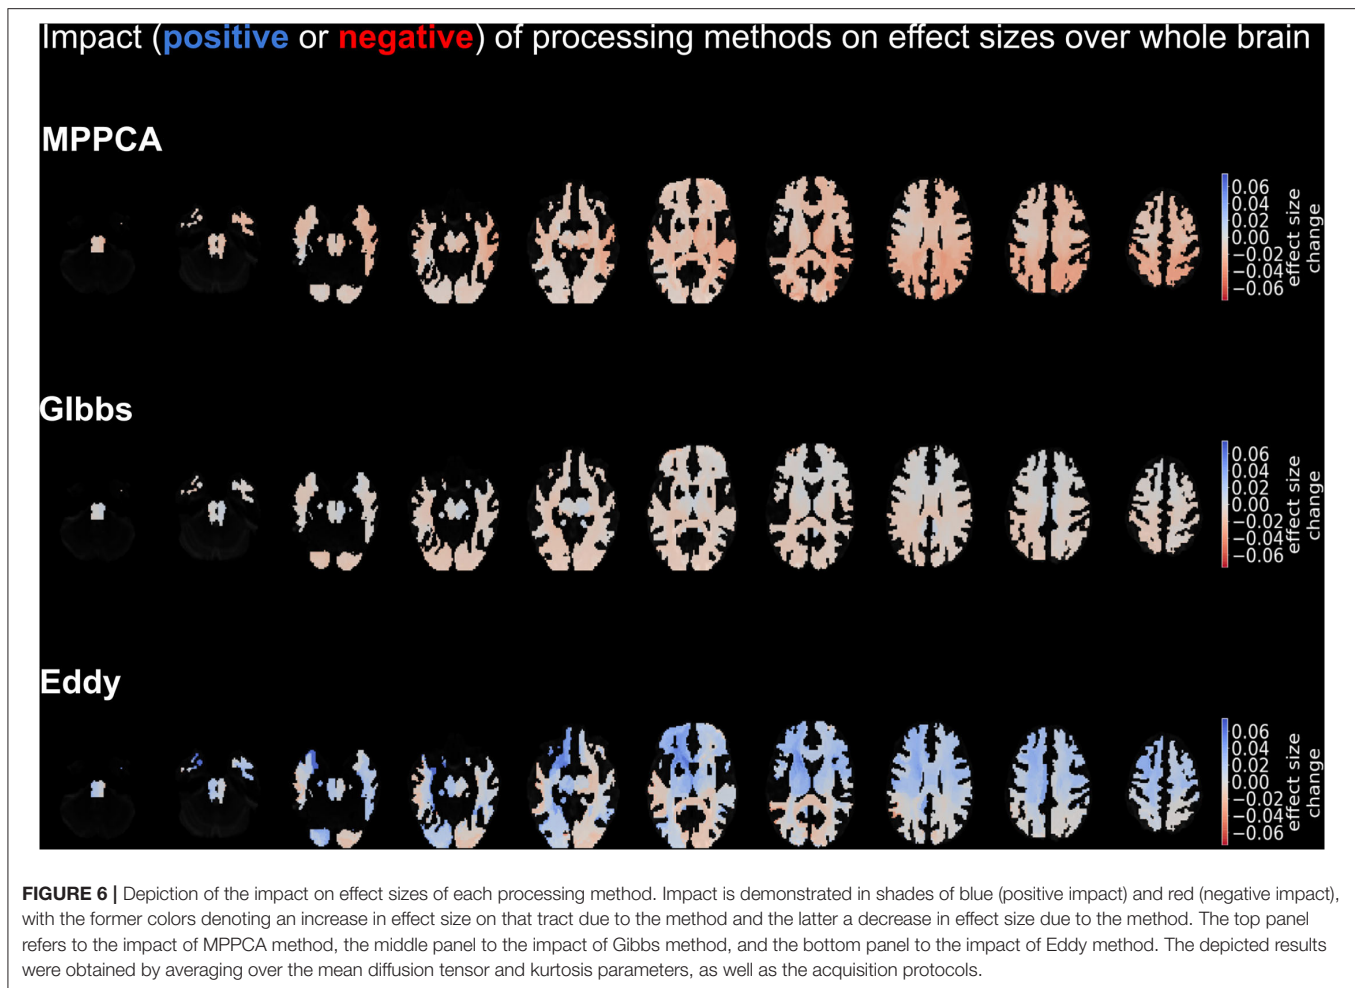 Impact (positive or negative) of processing methods on effect sizes over whole brain
MPPCA
0.06
0.04
0.02
0.00
−0.02
−0.04
−0.06
effect size
change
GIbbs
0.06
0.04
0.02
0.00
−0.02
−0.04
−0.06
effect size
change
Eddy
0.06
0.04
0.02
0.00
−0.02
−0.04
−0.06
effect size
change
FIGURE 6 | Depiction of the impact on effect sizes of each processing method. Impact is demonstrated in shades of blue (positive impact) and red (negative impact),
with the former colors denoting an increase in effect size on that tract due to the method and the latter a decrease in effect size due to the method. The top panel
refers to the impact of MPPCA method, the middle panel to the impact of Gibbs method, and the bottom panel to the impact of Eddy method. The depicted results
were obtained by averaging over the mean diffusion tensor and kurtosis parameters, as well as the acquisition protocols.